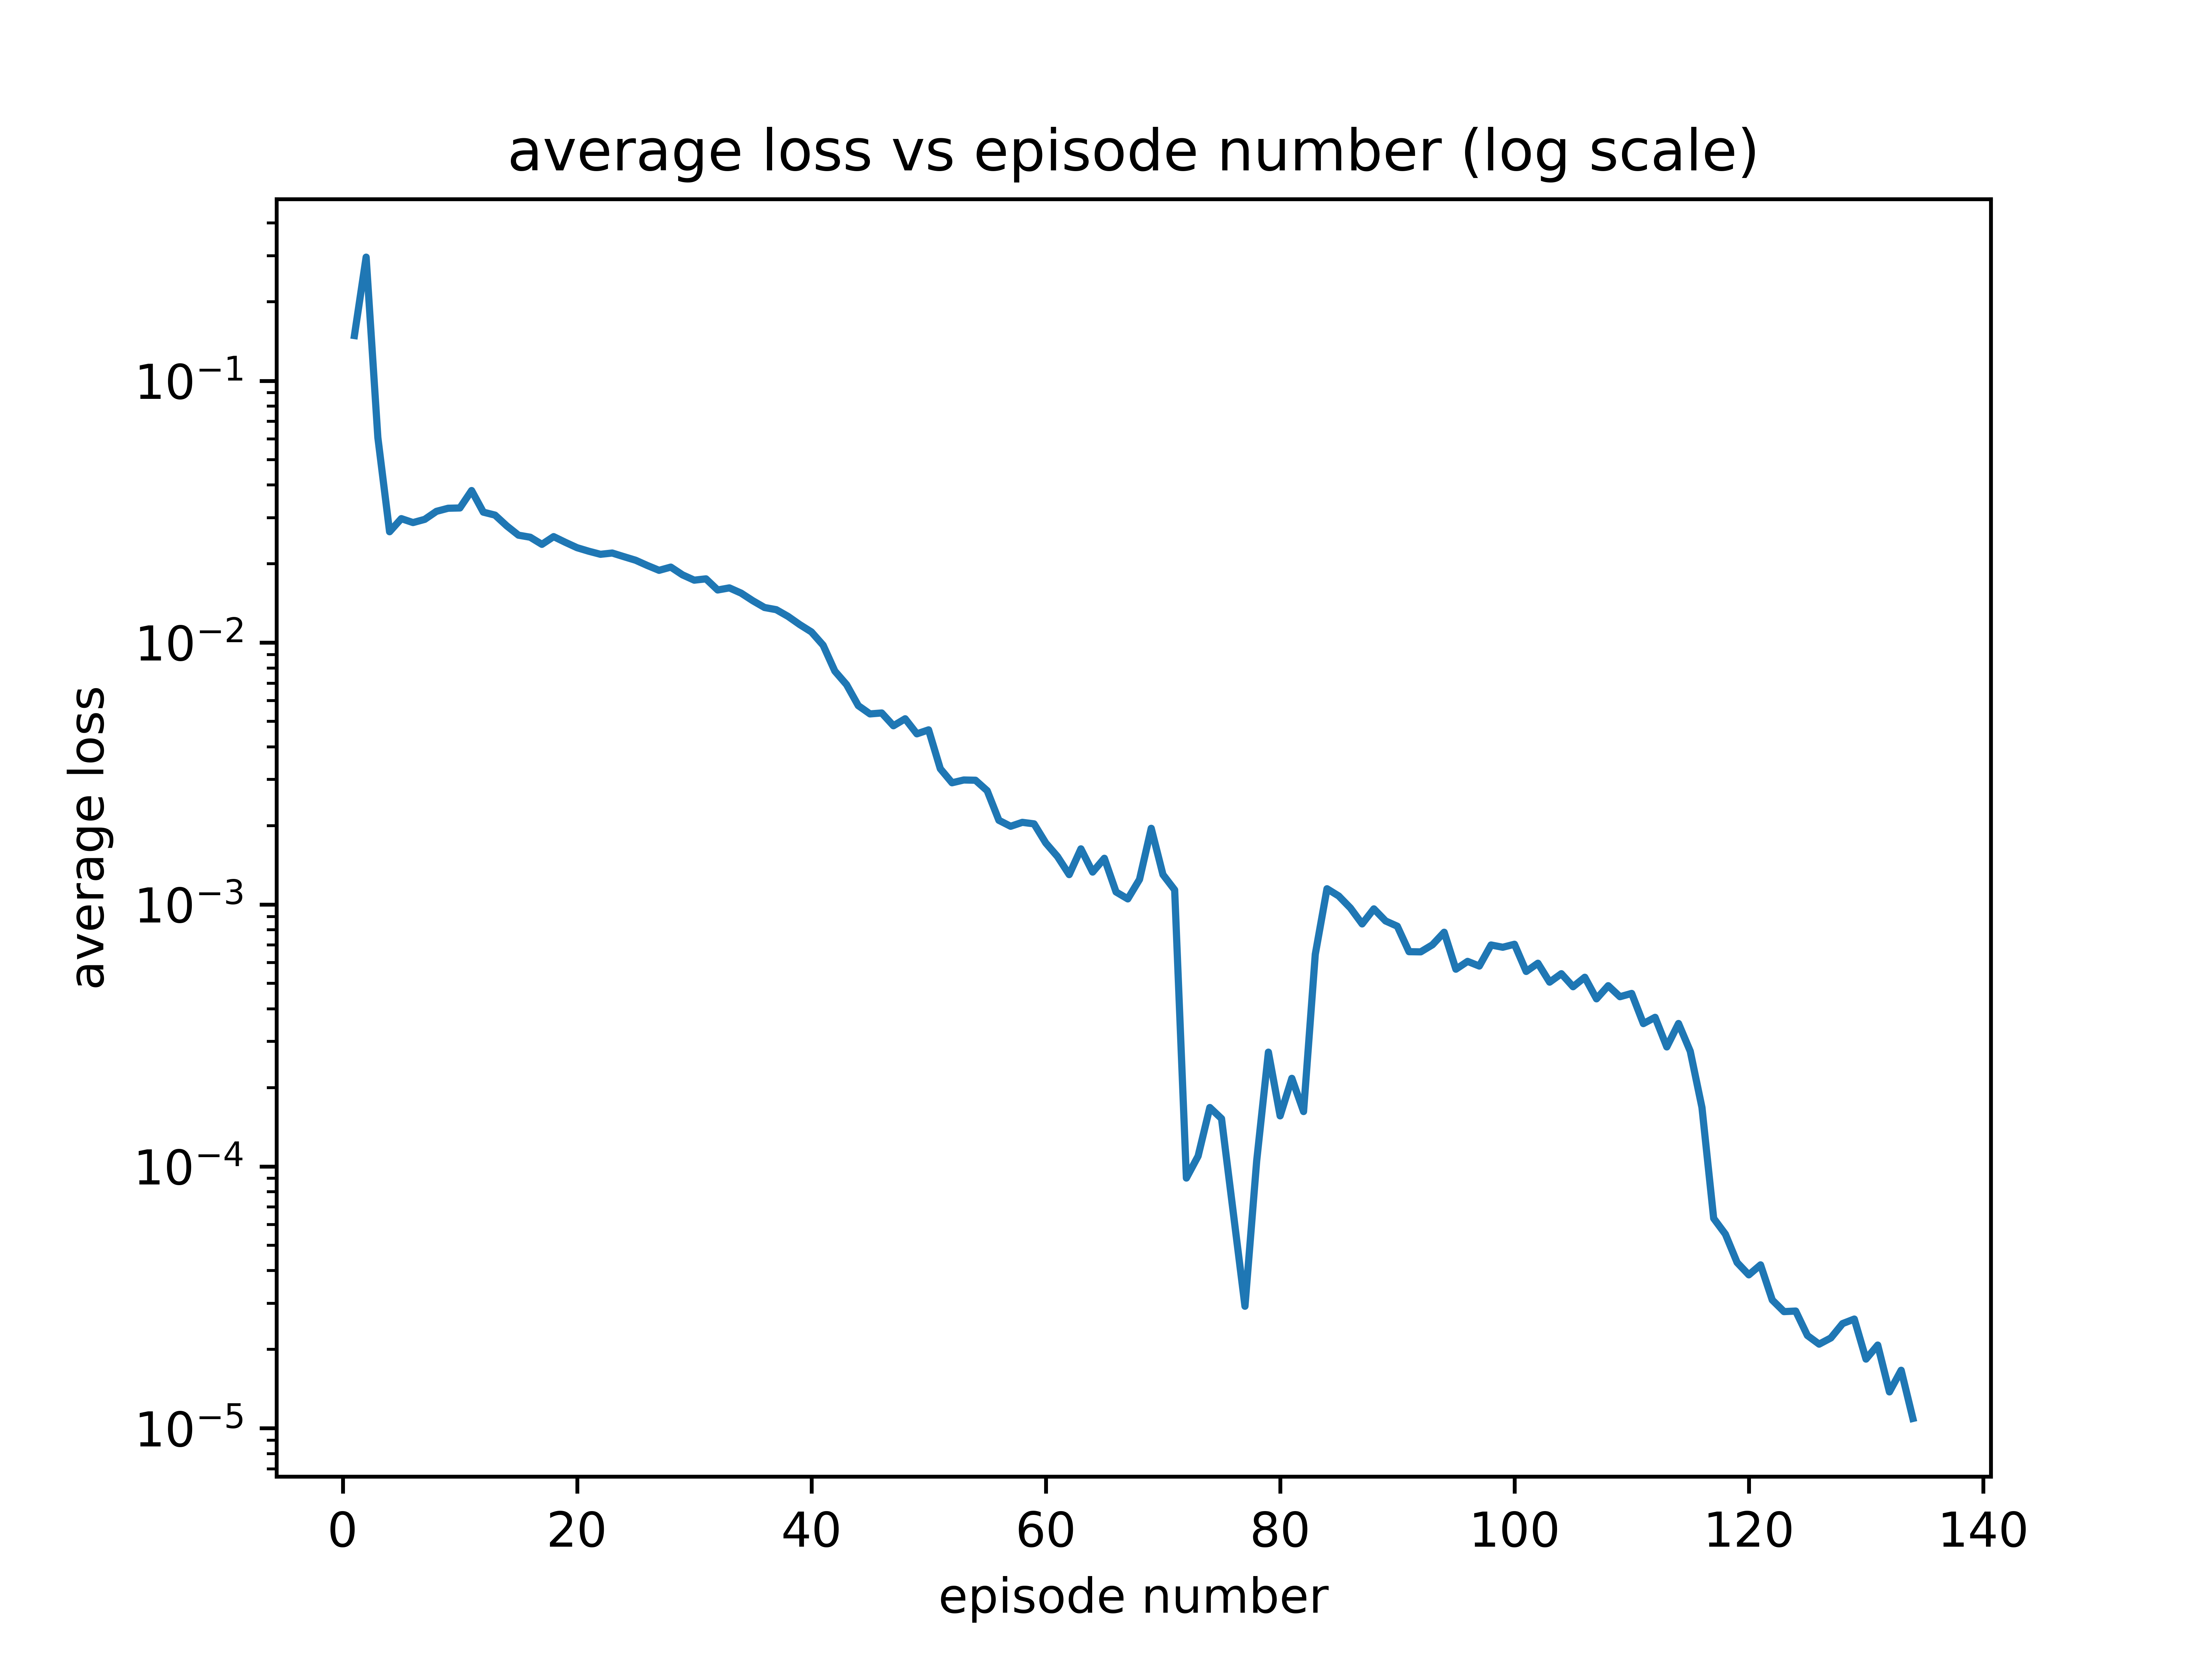 average loss vs episode number (log scale)
average loss
10⁻¹
10⁻²
10⁻³
10⁻⁴
10⁻⁵
0 20 40 60 80 100 120 140
episode number